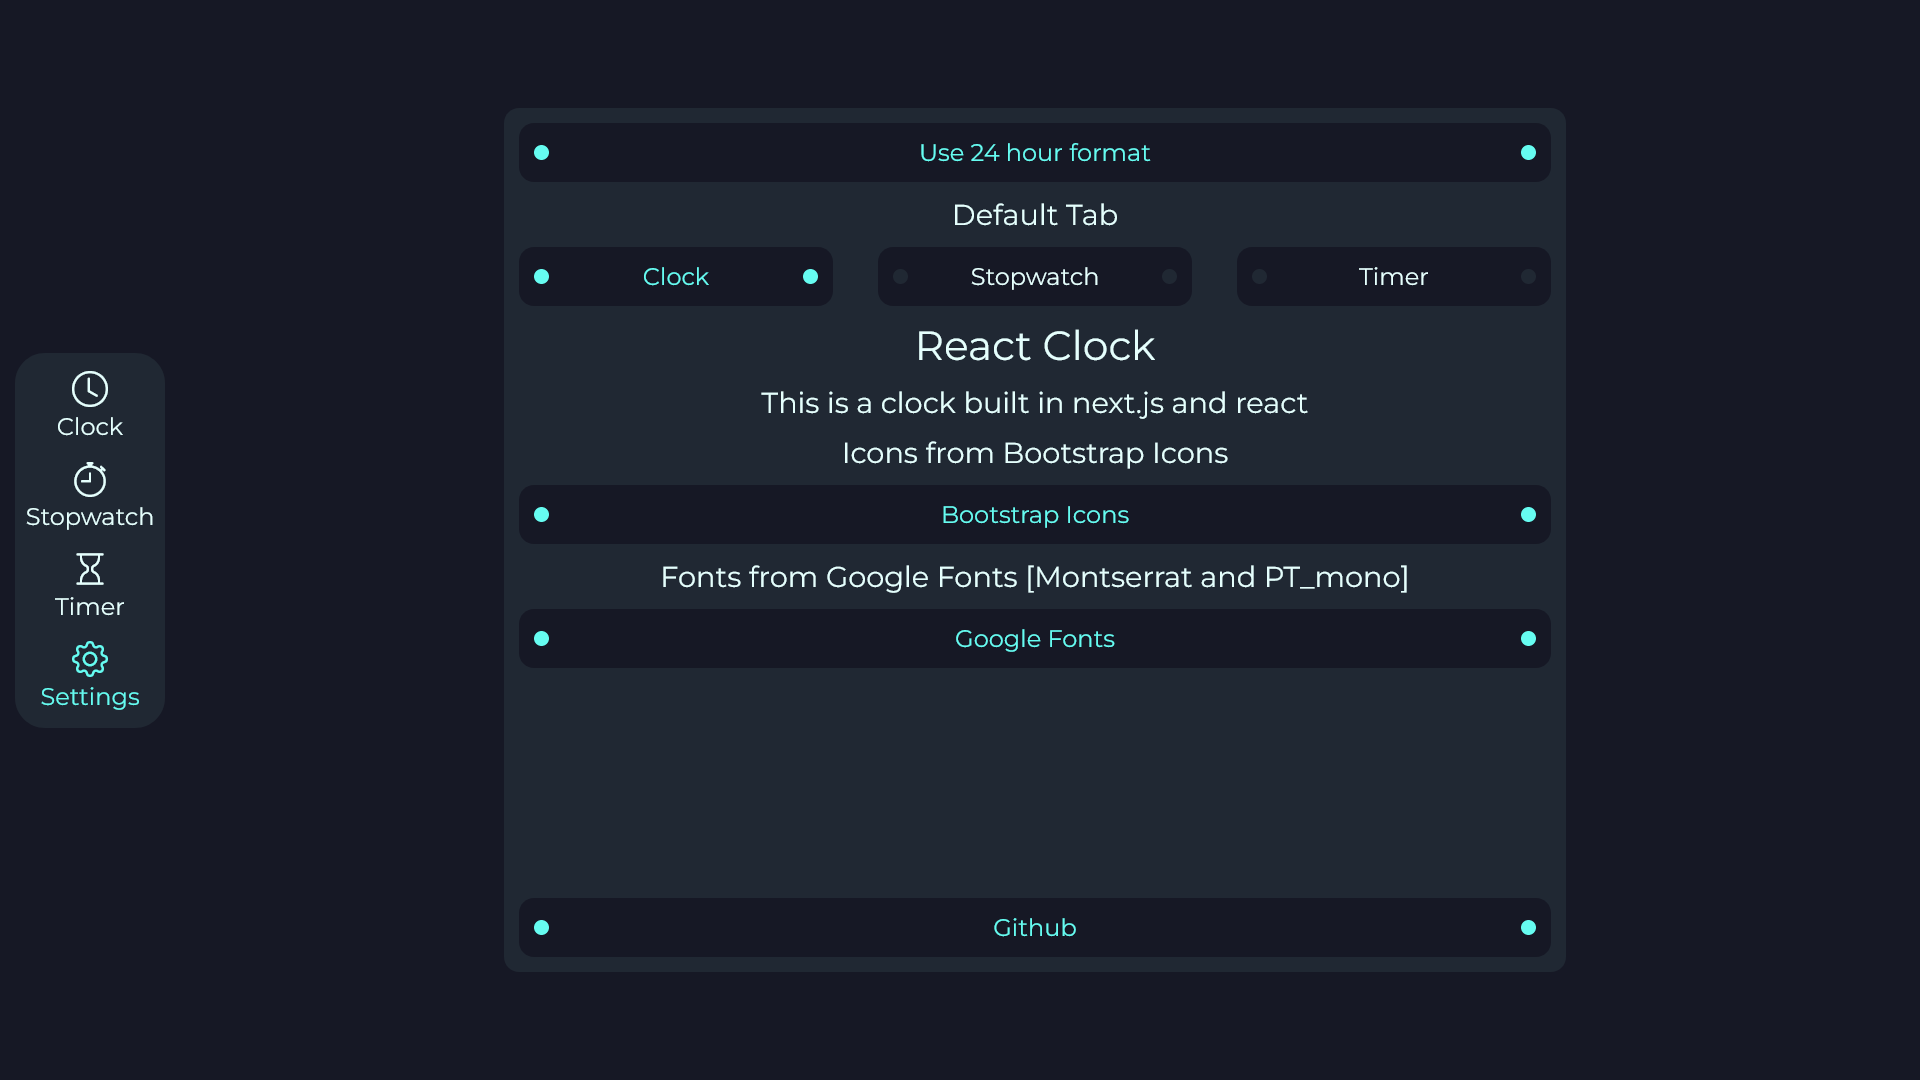 Clock
Stopwatch
Timer
Settings
Use 24 hour format
Default Tab
Clock
Stopwatch
Timer
React Clock
This is a clock built in next.js and react
Icons from Bootstrap Icons
Bootstrap Icons
Fonts from Google Fonts [Montserrat and PT_mono]
Google Fonts
Github